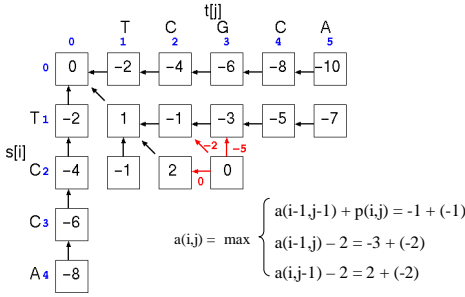 t[j]
T C G C A
0 1 2 3 4 5
0 0 -2 -4 -6 -8 -10
T 1 -2 1 -1 -3 -5 -7
-2 -5
s[i]
C 2 -4 -1 2 0 0
C 3 -6
A 4 -8
a(i-1,j-1) + p(i,j) = -1 + (-1)
a(i,j) = max { a(i-1,j) – 2 = -3 + (-2)
a(i,j-1) – 2 = 2 + (-2)